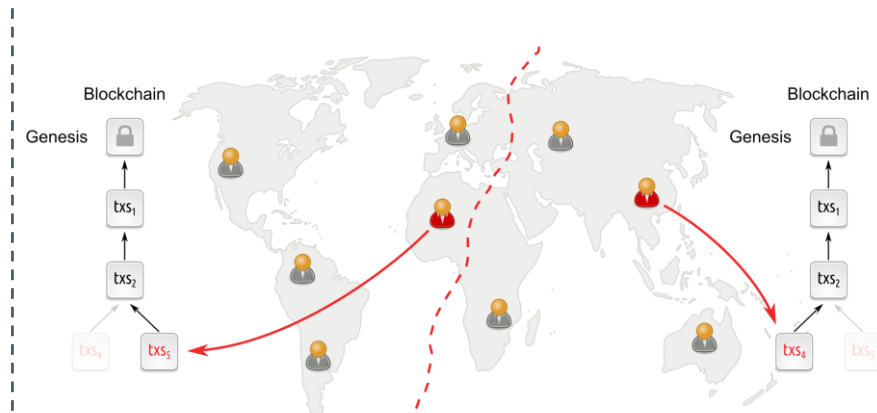 Blockchain
Genesis
txs₁
txs₂
txs₄
txs₅
Blockchain
Genesis
txs₁
txs₂
txs₄
txs₅